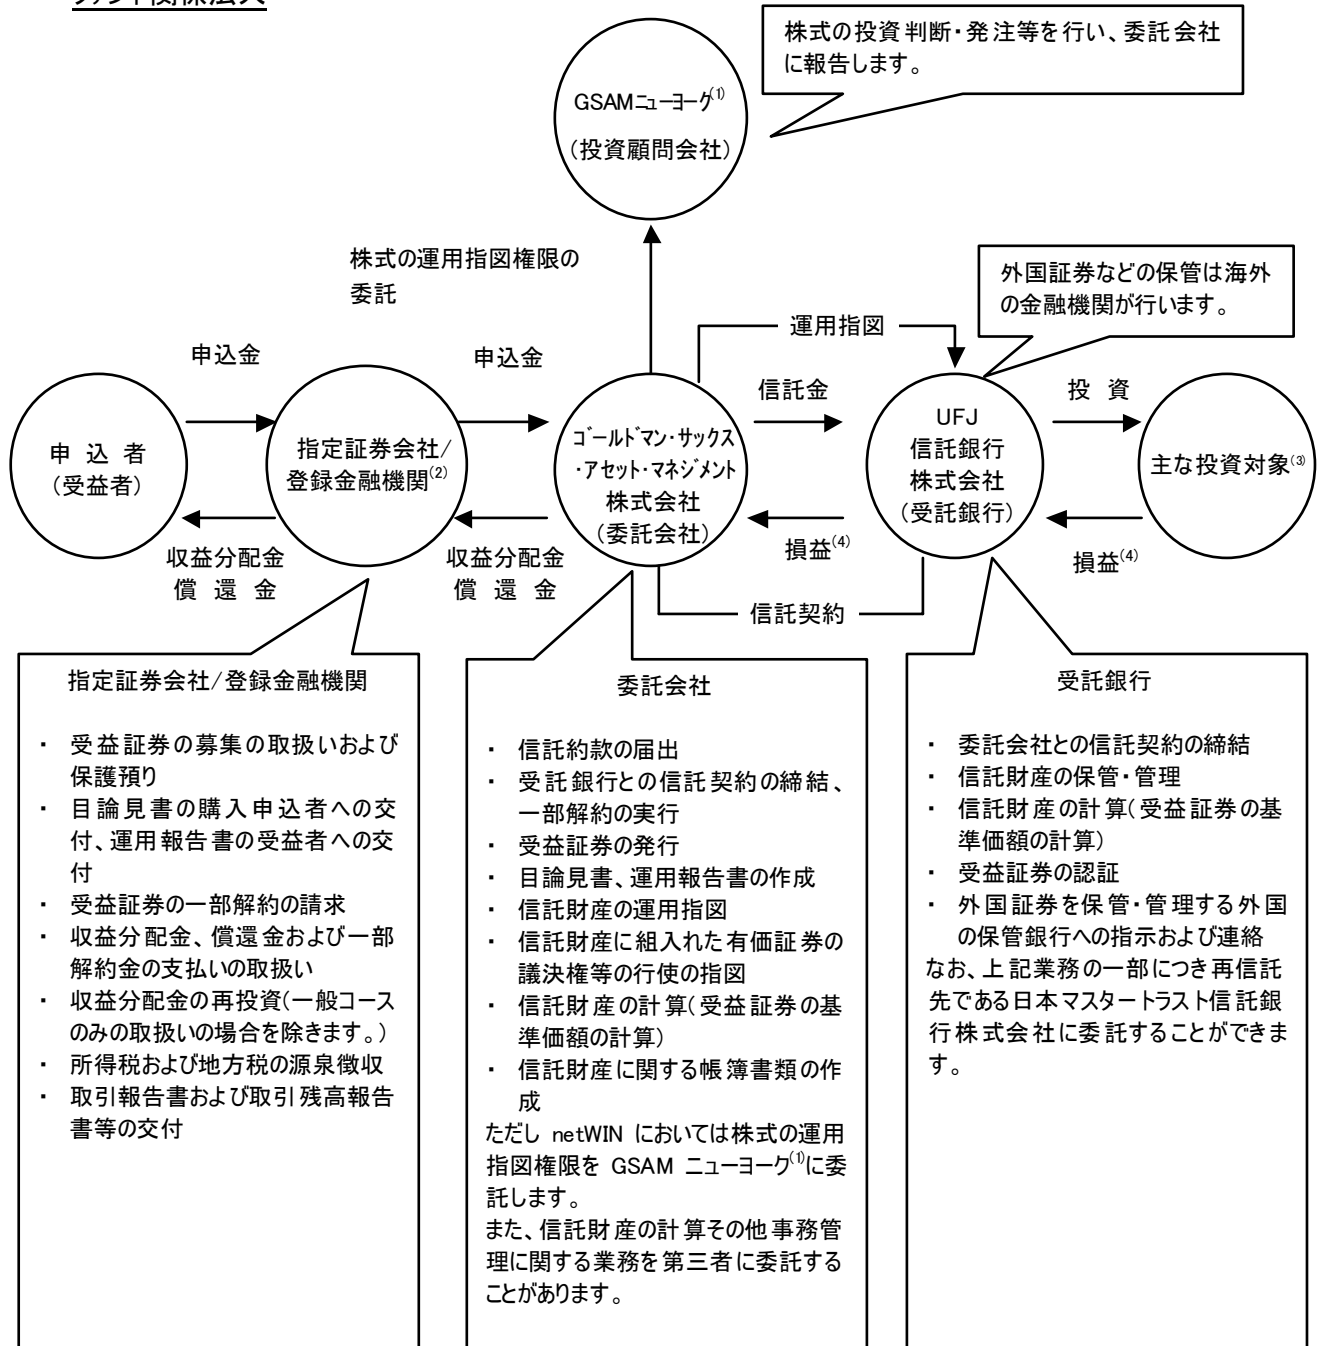 ファンド関係法人
株式の投資判断・発注等を行い、委託会社
に報告します。
GSAMニューヨーク(1)
(投資顧問会社)
株式の運用指図権限の
委託
外国証券などの保管は海外
の金融機関が行います。
運用指図
申込金
申込金
信託金
投 資
申 込 者
(受益者)
指定証券会社/
登録金融機関(2)
ゴールドマン・サックス
・アセット・マネジメント
株式会社
(委託会社)
UFJ
信託銀行
株式会社
(受託銀行)
主な投資対象(3)
収益分配金
償 還 金
収益分配金
償 還 金
損益(4)
損益(4)
信託契約
指定証券会社/登録金融機関
・ 受益証券の募集の取扱いおよび
保護預り
・ 目論見書の購入申込者への交
付、運用報告書の受益者への交
付
・ 受益証券の一部解約の請求
・ 収益分配金、償還金および一部
解約金の支払いの取扱い
・ 収益分配金の再投資(一般コース
のみの取扱いの場合を除きます。)
・ 所得税および地方税の源泉徴収
・ 取引報告書および取引残高報告
書等の交付
委託会社
・ 信託約款の届出
・ 受託銀行との信託契約の締結、
一部解約の実行
・ 受益証券の発行
・ 目論見書、運用報告書の作成
・ 信託財産の運用指図
・ 信託財産に組入れた有価証券の
議決権等の行使の指図
・ 信託財産の計算(受益証券の基
準価額の計算)
・ 信託財産に関する帳簿書類の作
成
ただし netWIN においては株式の運用
指図権限を GSAM ニューヨーク(1)に委
託します。
また、信託財産の計算その他事務管
理に関する業務を第三者に委託する
ことがあります。
受託銀行
・ 委託会社との信託契約の締結
・ 信託財産の保管・管理
・ 信託財産の計算(受益証券の基
準価額の計算)
・ 受益証券の認証
・ 外国証券を保管・管理する外国
の保管銀行への指示および連絡
なお、上記業務の一部につき再信託
先である日本マスタートラスト信託銀
行株式会社に委託することができま
す。